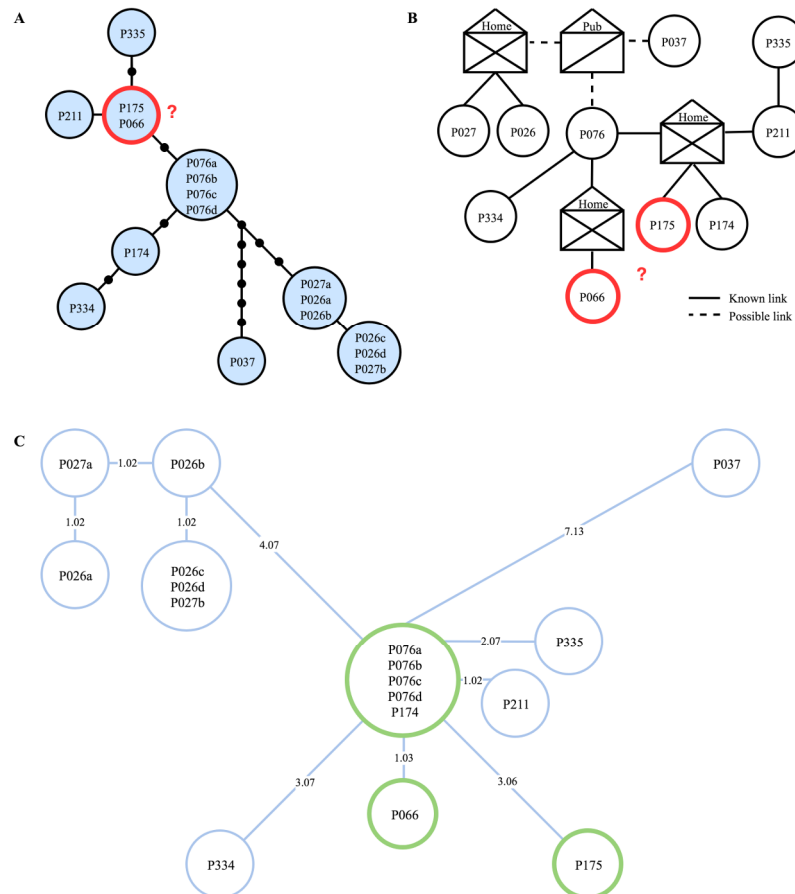 A
P335
P211
P175
P066
?
P076a
P076b
P076c
P076d
P174
P334
P037
P027a
P026a
P026b
P026c
P026d
P027b
B
Home
Pub
P037
P335
P027
P026
P076
Home
P211
P334
Home
P175
P174
P066
?
Known link
Possible link
C
P027a
1.02
P026b
P037
1.02
1.02
4.07
7.13
P026a
P026c
P026d
P027b
P076a
P076b
P076c
P076d
P174
2.07
P335
1.02
P211
1.03
3.07
3.06
P066
P334
P175